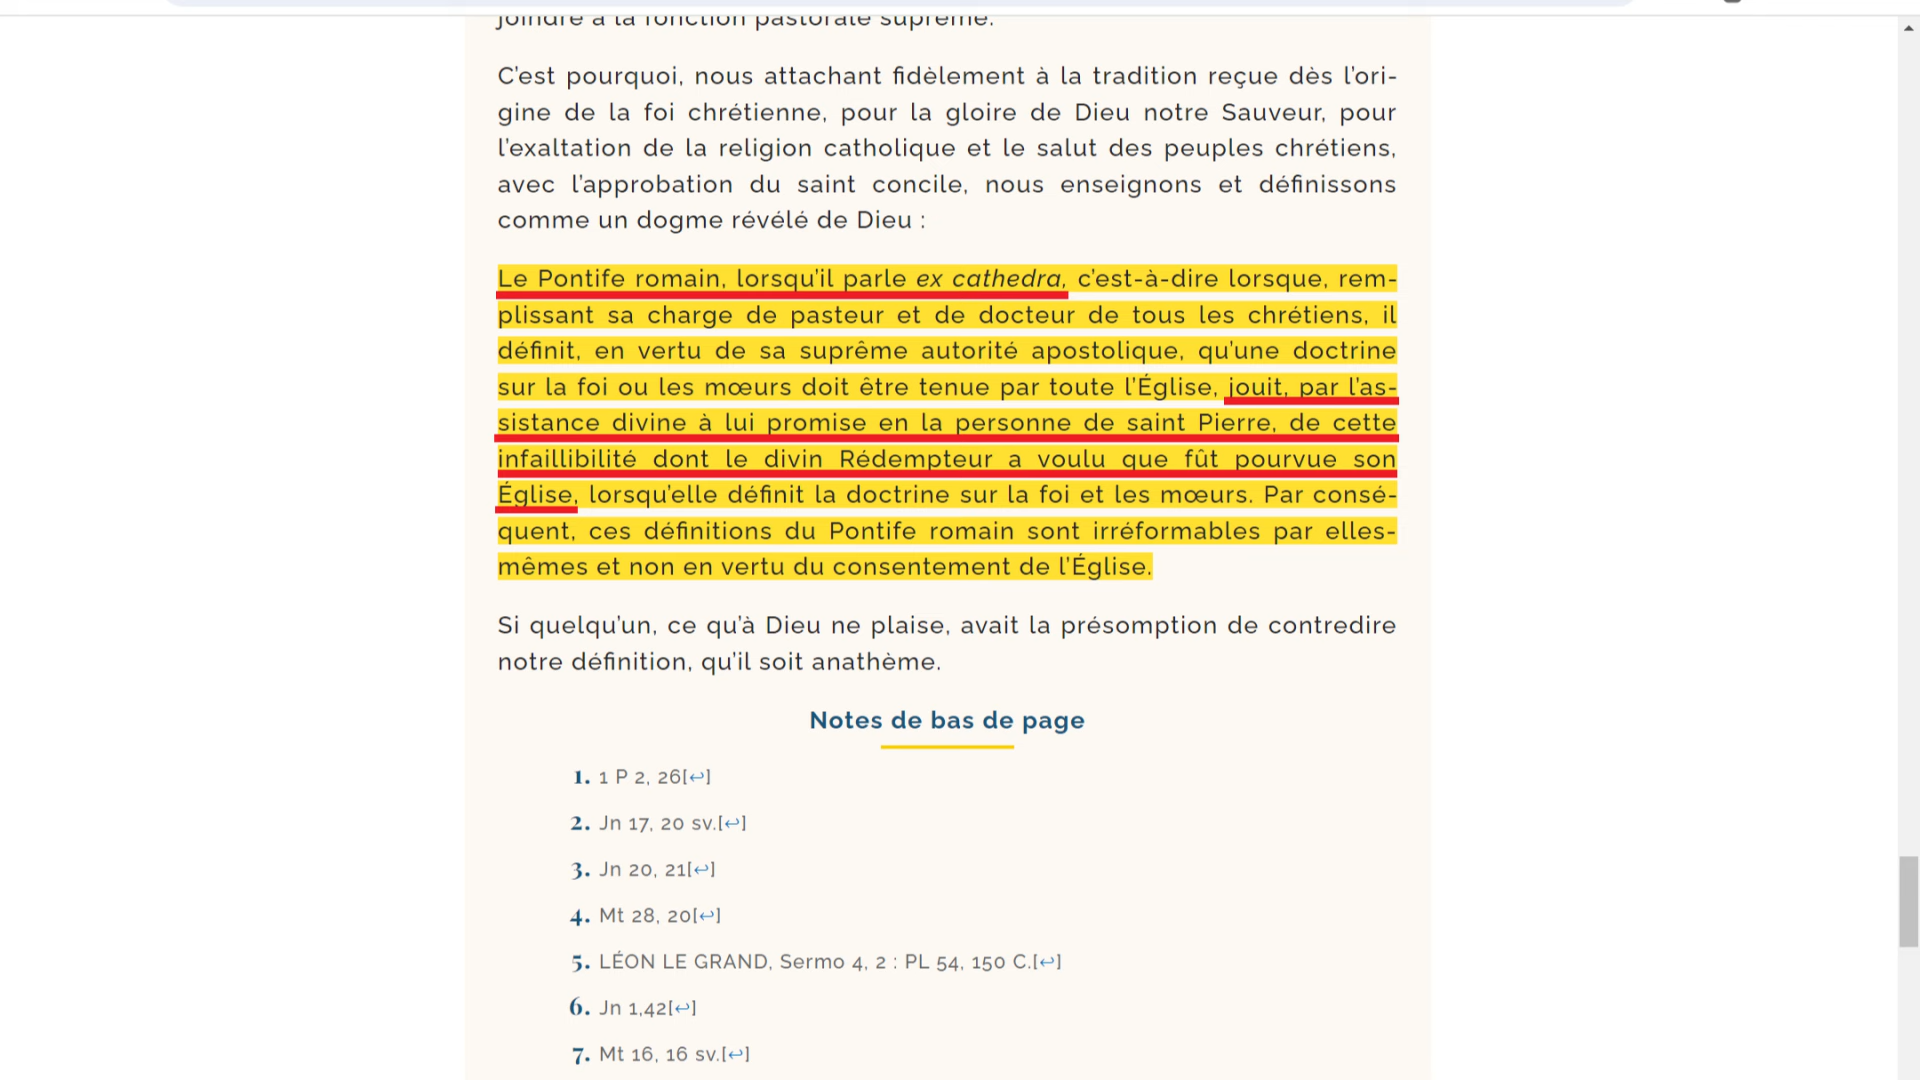 joindre à la fonction pastorale suprême.
C'est pourquoi, nous attachant fidèlement à la tradition reçue dès l'ori-
gine de la foi chrétienne, pour la gloire de Dieu notre Sauveur, pour
l'exaltation de la religion catholique et le salut des peuples chrétiens,
avec l'approbation du saint concile, nous enseignons et définissons
comme un dogme révélé de Dieu :
Le Pontife romain, lorsqu'il parle ex cathedra, c'est-à-dire lorsque, rem-
plissant sa charge de pasteur et de docteur de tous les chrétiens, il
définit, en vertu de sa suprême autorité apostolique, qu'une doctrine
sur la foi ou les mœurs doit être tenue par toute l'Église, jouit, par l'as-
sistance divine à lui promise en la personne de saint Pierre, de cette
infaillibilité dont le divin Rédempteur a voulu que fût pourvue son
Église, lorsqu'elle définit la doctrine sur la foi et les mœurs. Par consé-
quent, ces définitions du Pontife romain sont irréformables par elles-
mêmes et non en vertu du consentement de l'Église.
Si quelqu'un, ce qu'à Dieu ne plaise, avait la présomption de contredire
notre définition, qu'il soit anathème.
Notes de bas de page
1. 1 P 2, 26[↩]
2. Jn 17, 20 sv.[↩]
3. Jn 20, 21[↩]
4. Mt 28, 20[↩]
5. LÉON LE GRAND, Sermo 4, 2 : PL 54, 150 C.[↩]
6. Jn 1,42[↩]
7. Mt 16, 16 sv.[↩]